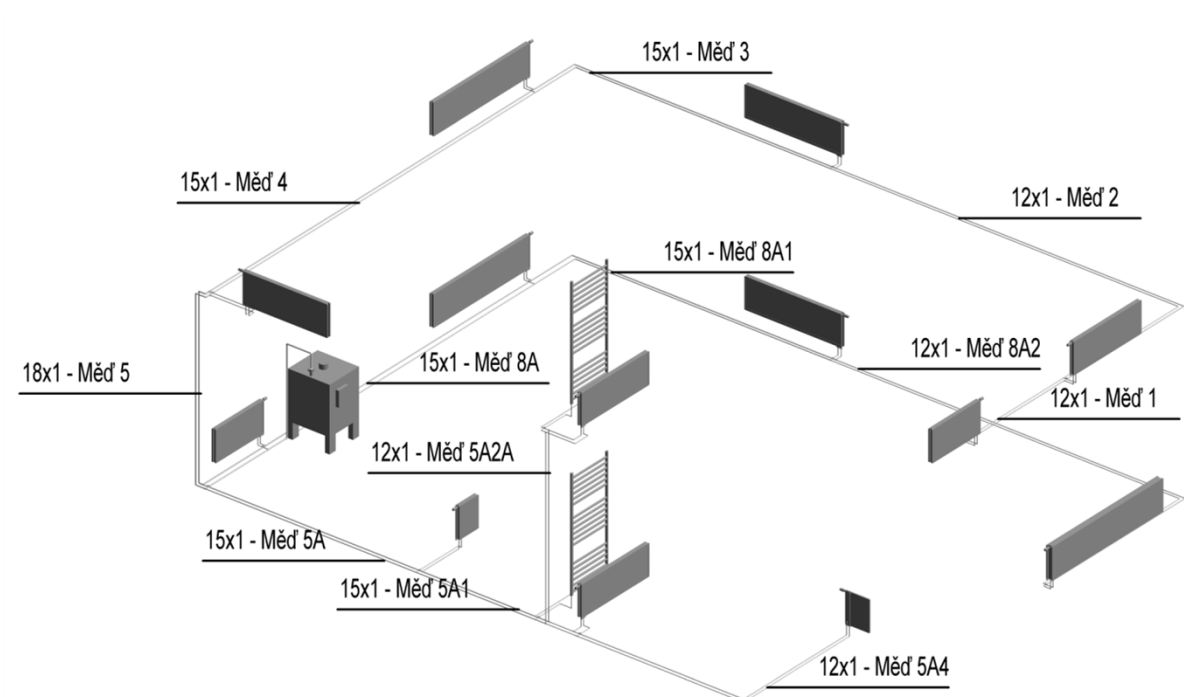 15x1 - Měď 3
15x1 - Měď 4
12x1 - Měď 2
15x1 - Měď 8A1
18x1 - Měď 5
15x1 - Měď 8A
12x1 - Měď 8A2
12x1 - Měď 1
12x1 - Měď 5A2A
15x1 - Měď 5A
15x1 - Měď 5A1
12x1 - Měď 5A4